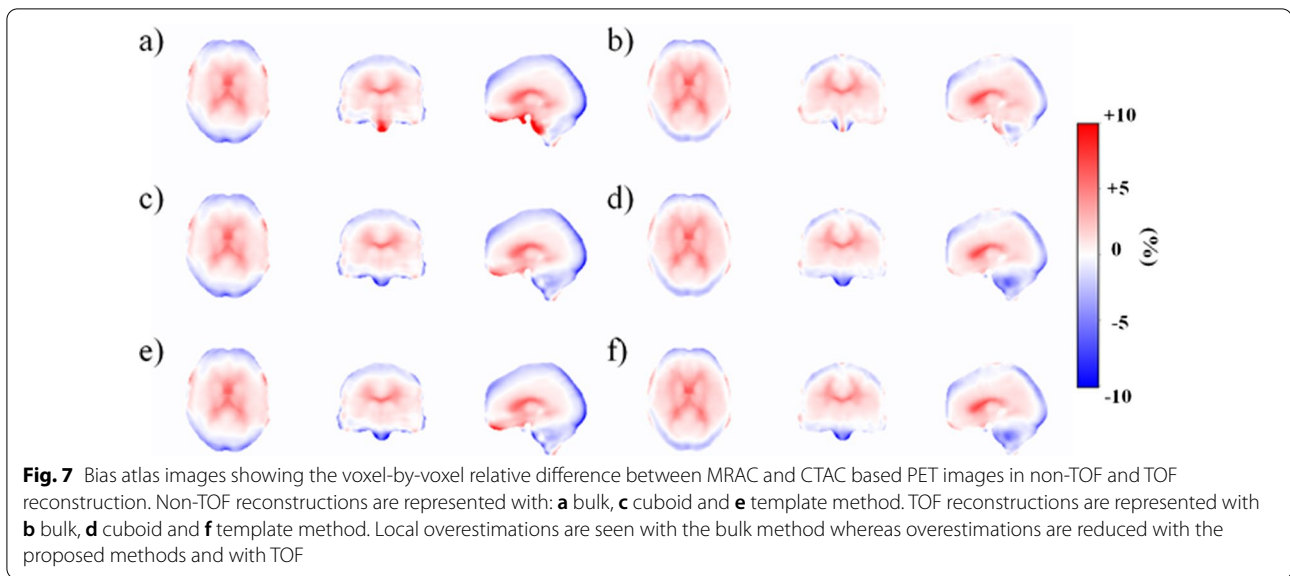 a)
b)
c)
d)
e)
f)
+10
+5
0
-5
-10
(%)
Fig. 7 Bias atlas images showing the voxel-by-voxel relative difference between MRAC and CTAC based PET images in non-TOF and TOF
reconstruction. Non-TOF reconstructions are represented with: a bulk, c cuboid and e template method. TOF reconstructions are represented with
b bulk, d cuboid and f template method. Local overestimations are seen with the bulk method whereas overestimations are reduced with the
proposed methods and with TOF